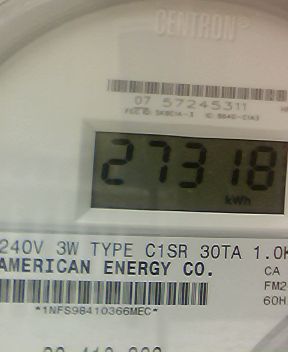 CENTRON®
07 57245311
27318
kWh
240V 3W TYPE C1SR 30TA 1.0K
AMERICAN ENERGY CO.
CA
FM2
60H
*1NFS98410366MEC*